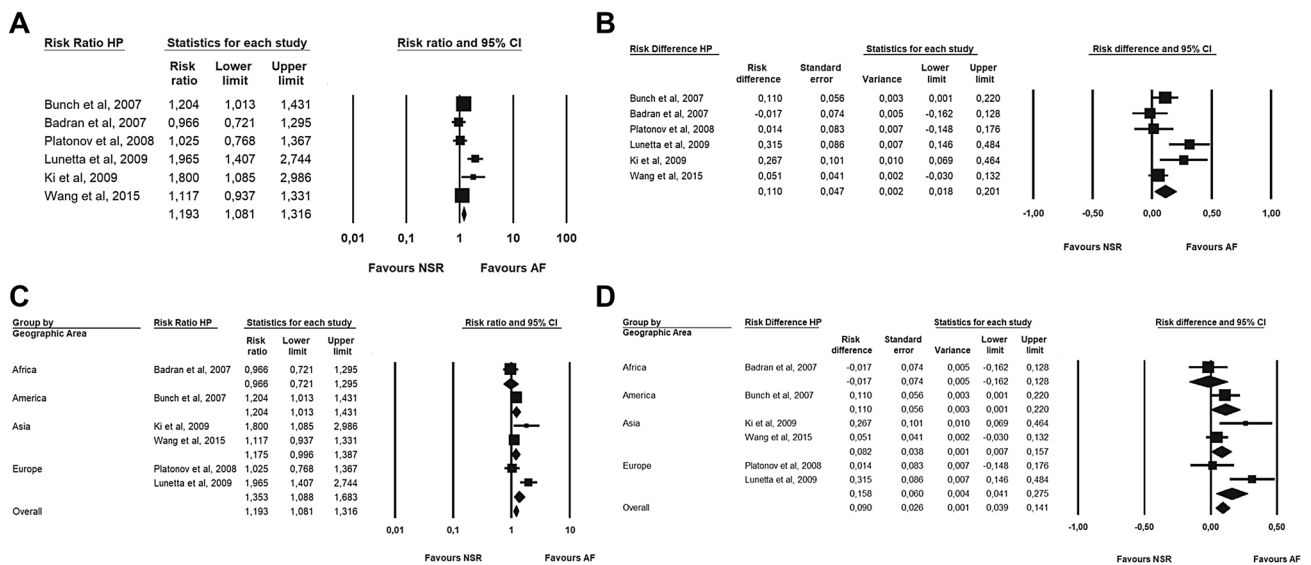 A
Risk Ratio HP Statistics for each study Risk ratio and 95% CI
Risk ratio Lower limit Upper limit
Bunch et al, 2007 1,204 1,013 1,431
Badran et al, 2007 0,966 0,721 1,295
Platonov et al, 2008 1,025 0,768 1,367
Lunetta et al, 2009 1,965 1,407 2,744
Ki et al, 2009 1,800 1,085 2,986
Wang et al, 2015 1,117 0,937 1,331
1,193 1,081 1,316
0,01 0,1 1 10 100
Favours NSR Favours AF
B
Risk Difference HP Statistics for each study Risk difference and 95% CI
Risk difference Standard error Variance Lower limit Upper limit
Bunch et al, 2007 0,110 0,056 0,003 0,001 0,220
Badran et al, 2007 -0,017 0,074 0,005 -0,162 0,128
Platonov et al, 2008 0,014 0,083 0,007 -0,148 0,176
Lunetta et al, 2009 0,315 0,086 0,007 0,146 0,484
Ki et al, 2009 0,267 0,101 0,010 0,069 0,464
Wang et al, 2015 0,051 0,041 0,002 -0,030 0,132
0,110 0,047 0,002 0,018 0,201
-1,00 -0,50 0,00 0,50 1,00
Favours NSR Favours AF
C
Group by Risk Ratio HP Statistics for each study Risk ratio and 95% CI
Geographic Area
Risk ratio Lower limit Upper limit
Africa Badran et al, 2007 0,966 0,721 1,295
0,966 0,721 1,295
America Bunch et al, 2007 1,204 1,013 1,431
1,204 1,013 1,431
Asia Ki et al, 2009 1,800 1,085 2,986
Wang et al, 2015 1,117 0,937 1,331
1,175 0,996 1,387
Europe Platonov et al, 2008 1,025 0,768 1,367
Lunetta et al, 2009 1,965 1,407 2,744
1,353 1,088 1,683
Overall 1,193 1,081 1,316
0,01 0,1 1 10
Favours NSR Favours AF
D
Group by Risk Difference HP Statistics for each study Risk difference and 95% CI
Geographic Area
Risk difference Standard error Variance Lower limit Upper limit
Africa Badran et al, 2007 -0,017 0,074 0,005 -0,162 0,128
-0,017 0,074 0,005 -0,162 0,128
America Bunch et al, 2007 0,110 0,056 0,003 0,001 0,220
0,110 0,056 0,003 0,001 0,220
Asia Ki et al, 2009 0,267 0,101 0,010 0,069 0,464
Wang et al, 2015 0,051 0,041 0,002 -0,030 0,132
0,082 0,038 0,001 0,007 0,157
Europe Platonov et al, 2008 0,014 0,083 0,007 -0,148 0,176
Lunetta et al, 2009 0,315 0,086 0,007 0,146 0,484
0,158 0,060 0,004 0,041 0,275
Overall 0,090 0,026 0,001 0,039 0,141
-1,00 -0,50 0,00 0,50
Favours NSR Favours AF